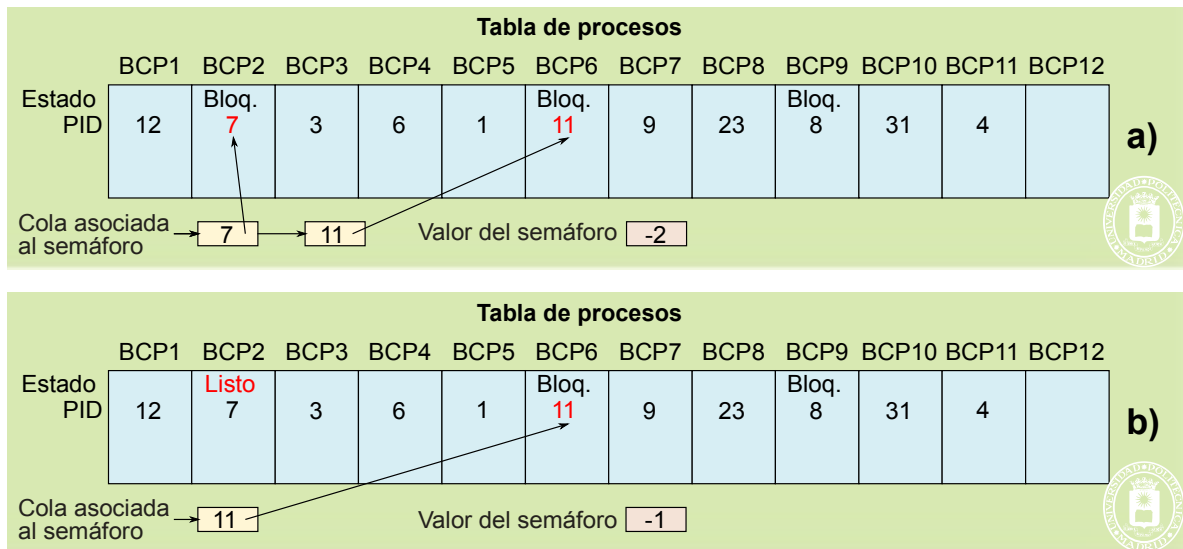 Tabla de procesos
BCP1 BCP2 BCP3 BCP4 BCP5 BCP6 BCP7 BCP8 BCP9 BCP10 BCP11 BCP12
Estado Bloq. Bloq. Bloq.
PID 12 7 3 6 1 11 9 23 8 31 4
a)
Cola asociada
al semáforo 7 11 Valor del semáforo -2
Tabla de procesos
BCP1 BCP2 BCP3 BCP4 BCP5 BCP6 BCP7 BCP8 BCP9 BCP10 BCP11 BCP12
Estado Listo Bloq. Bloq.
PID 12 7 3 6 1 11 9 23 8 31 4
b)
Cola asociada
al semáforo 11 Valor del semáforo -1